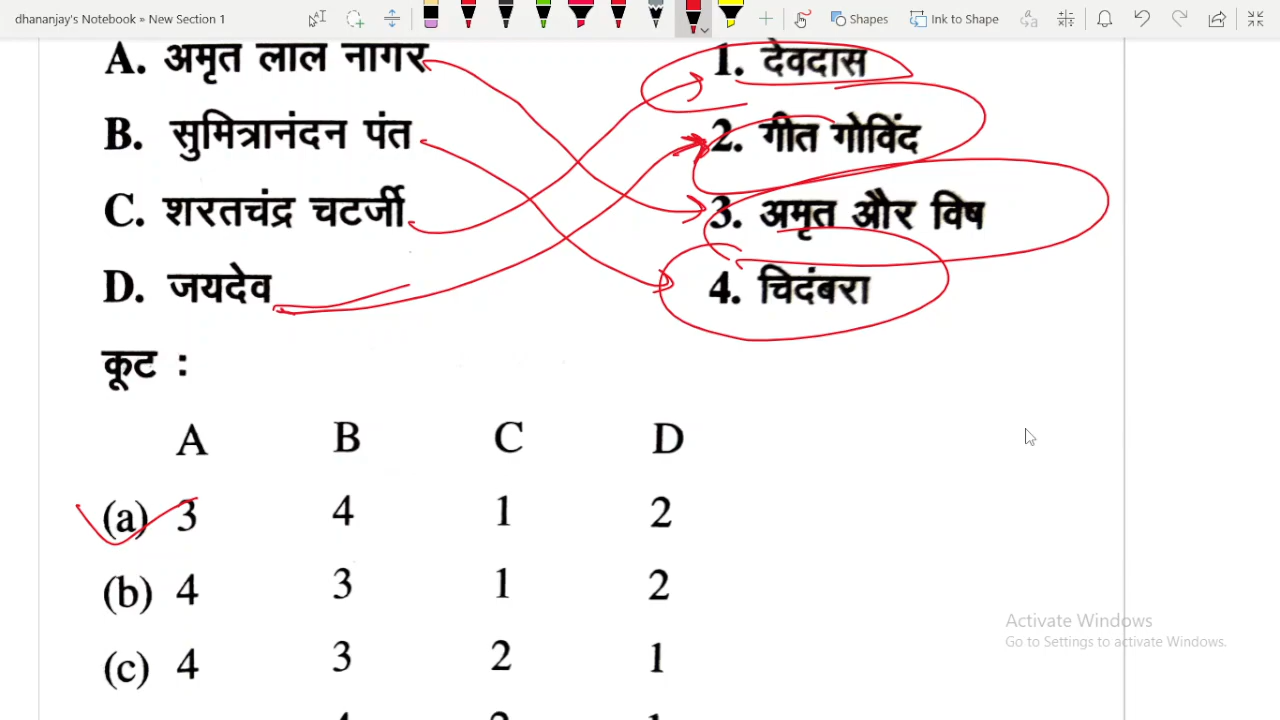 dhananjay's Notebook » New Section 1
Shapes
Ink to Shape
A. अमृत लाल नागर 1. देवदास
B. सुमित्रानंदन पंत 2. गीत गोविंद
C. शरतचंद्र चटर्जी 3. अमृत और विष
D. जयदेव 4. चिदंबरा
कूट :
A B C D
(a) 3 4 1 2
(b) 4 3 1 2
(c) 4 3 2 1
Activate Windows
Go to Settings to activate Windows.